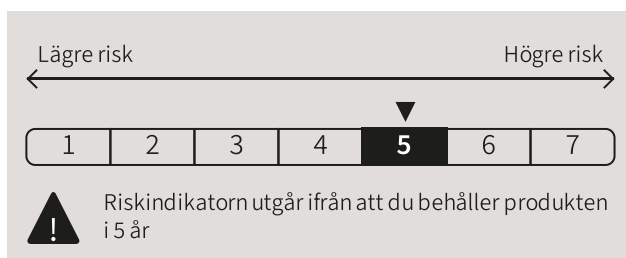 Lägre risk Högre risk
1 2 3 4 5 6 7
Riskindikatorn utgår ifrån att du behåller produkten
i 5 år